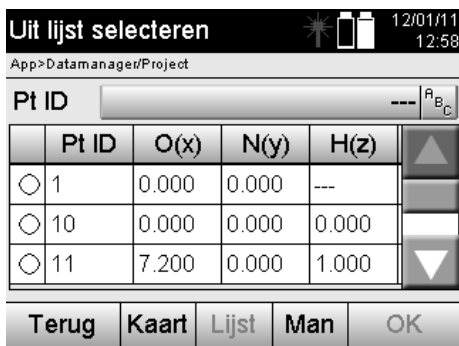 Uit lijst selecteren 12/01/11
12:58
App>Datamanager/Project
Pt ID --- ABC
Pt ID O(x) N(y) H(z)
1 0.000 0.000 ---
10 0.000 0.000 0.000
11 7.200 0.000 1.000
Terug Kaart Lijst Man OK